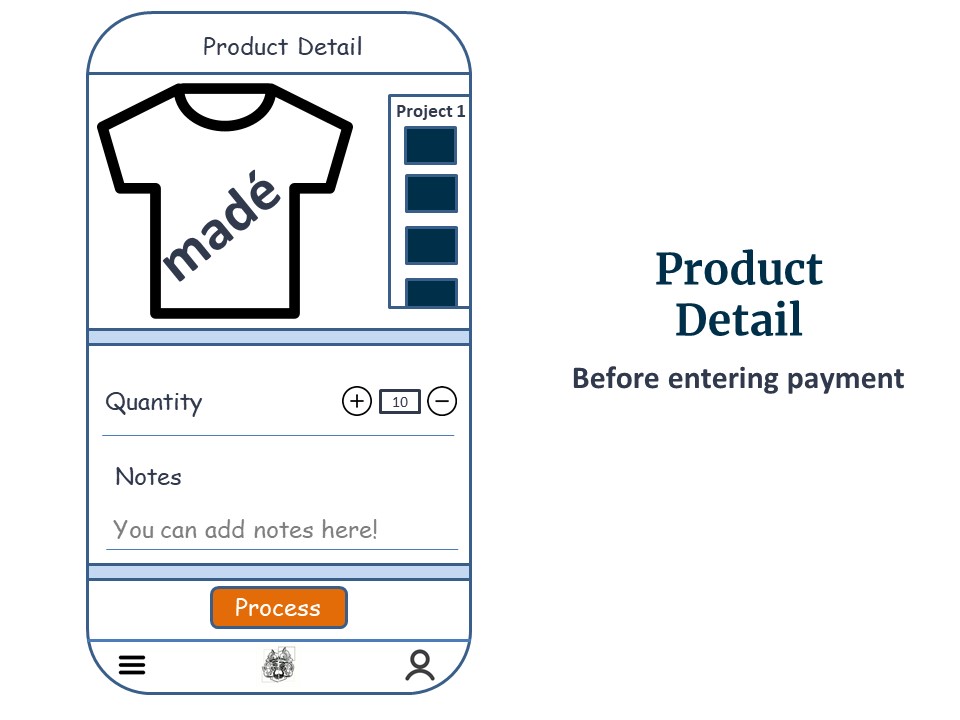 Product Detail
Project 1
madé
Quantity
10
Notes
You can add notes here!
Process
Product
Detail
Before entering payment